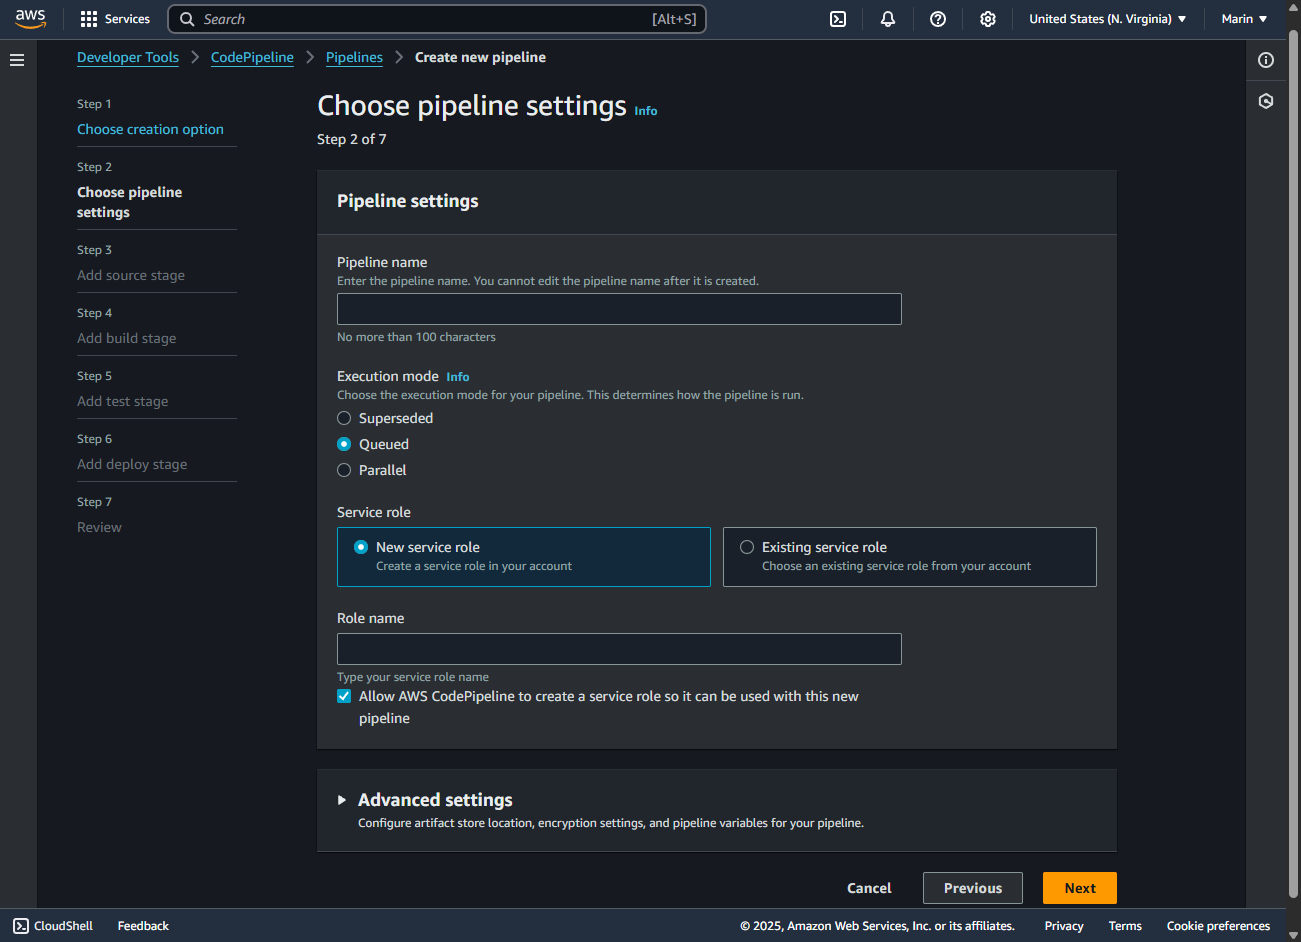 aws
Services
Search
[Alt+S]
United States (N. Virginia)
Marin
Developer Tools
CodePipeline
Pipelines
Create new pipeline
Step 1
Choose creation option
Step 2
Choose pipeline
settings
Step 3
Add source stage
Step 4
Add build stage
Step 5
Add test stage
Step 6
Add deploy stage
Step 7
Review
Choose pipeline settings Info
Step 2 of 7
Pipeline settings
Pipeline name
Enter the pipeline name. You cannot edit the pipeline name after it is created.
No more than 100 characters
Execution mode Info
Choose the execution mode for your pipeline. This determines how the pipeline is run.
Superseded
Queued
Parallel
Service role
New service role
Create a service role in your account
Existing service role
Choose an existing service role from your account
Role name
Type your service role name
Allow AWS CodePipeline to create a service role so it can be used with this new
pipeline
Advanced settings
Configure artifact store location, encryption settings, and pipeline variables for your pipeline.
Cancel
Previous
Next
CloudShell
Feedback
© 2025, Amazon Web Services, Inc. or its affiliates.
Privacy
Terms
Cookie preferences